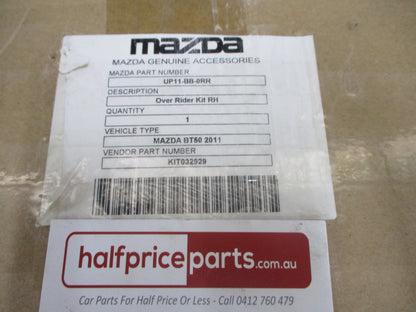 mazda
MAZDA GENUINE ACCESSORIES
MAZDA PART NUMBER
UP11-BB-0RR
DESCRIPTION
Over Rider Kit RH
QUANTITY
1
VEHICLE TYPE
MAZDA BT50 2011
VENDOR PART NUMBER
KIT032529
halfpriceparts.com.au
Car Parts For Half Price Or Less - Call 0412 760 479